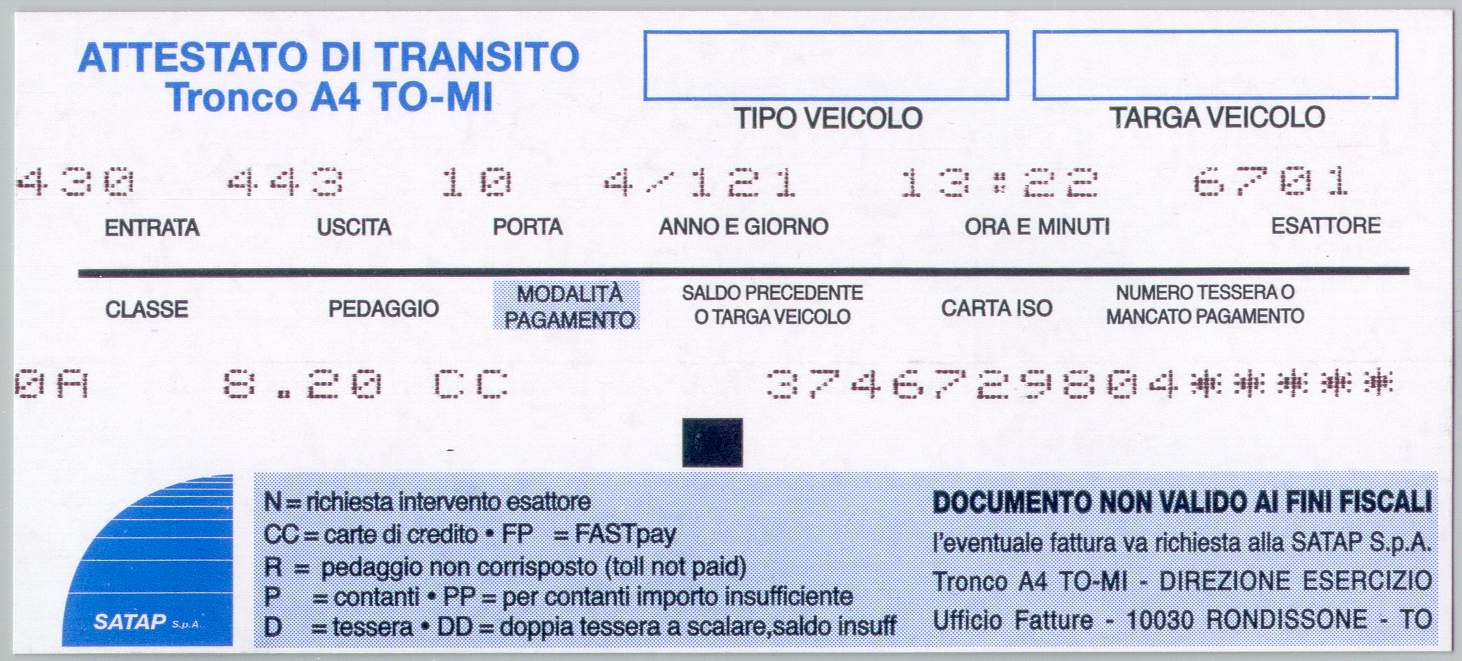 ATTESTATO DI TRANSITO
Tronco A4 TO-MI
TIPO VEICOLO TARGA VEICOLO
430 443 10 4/121 13:22 6701
ENTRATA USCITA PORTA ANNO E GIORNO ORA E MINUTI ESATTORE
CLASSE PEDAGGIO MODALITÀ PAGAMENTO SALDO PRECEDENTE O TARGA VEICOLO CARTA ISO NUMERO TESSERA O MANCATO PAGAMENTO
0A 8.20 CC 3746729804*****
SATAP S.p.A.
N = richiesta intervento esattore
CC = carte di credito • FP = FASTpay
R = pedaggio non corrisposto (toll not paid)
P = contanti • PP = per contanti importo insufficiente
D = tessera • DD = doppia tessera a scalare,saldo insuff
DOCUMENTO NON VALIDO AI FINI FISCALI
l'eventuale fattura va richiesta alla SATAP S.p.A.
Tronco A4 TO-MI - DIREZIONE ESERCIZIO
Ufficio Fatture - 10030 RONDISSONE - TO